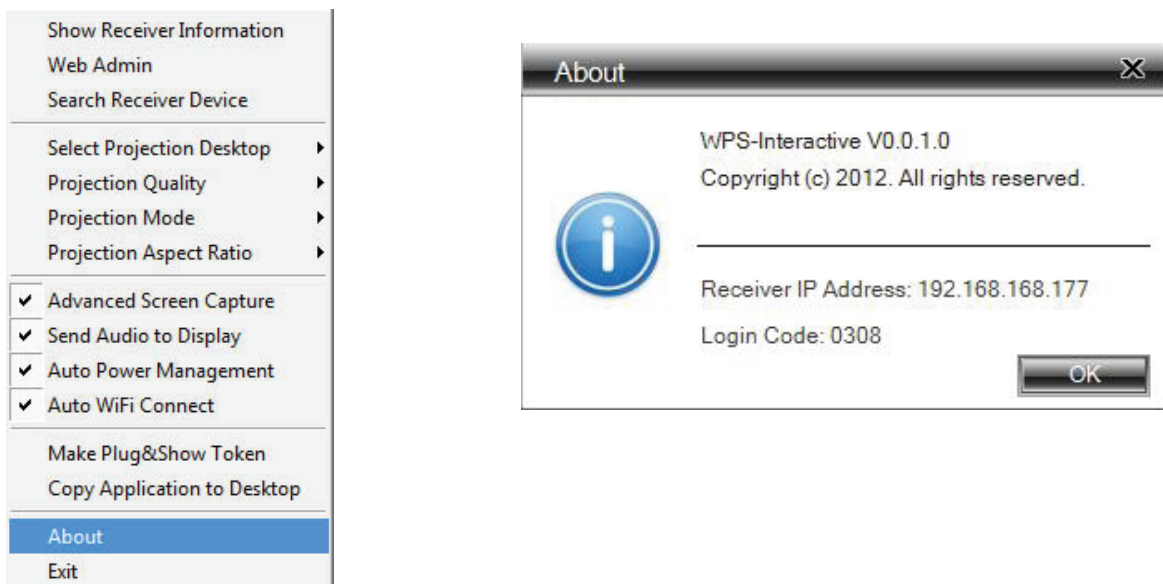 Show Receiver Information
Web Admin
Search Receiver Device
Select Projection Desktop
Projection Quality
Projection Mode
Projection Aspect Ratio
Advanced Screen Capture
Send Audio to Display
Auto Power Management
Auto WiFi Connect
Make Plug&Show Token
Copy Application to Desktop
About
Exit
About
WPS-Interactive V0.0.1.0
Copyright (c) 2012. All rights reserved.
Receiver IP Address: 192.168.168.177
Login Code: 0308
OK